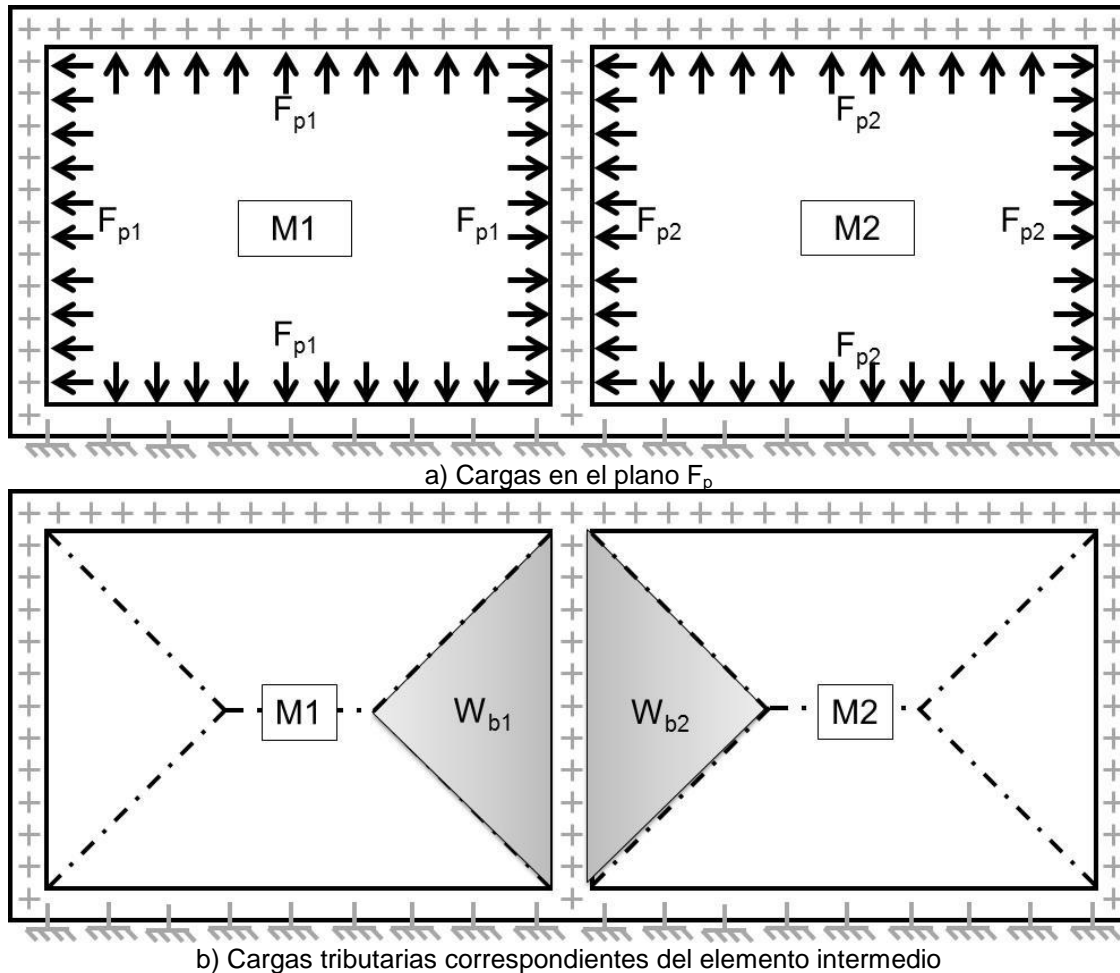 F_p1
F_p2
F_p1
M1
F_p1
F_p2
M2
F_p2
F_p1
F_p2
a) Cargas en el plano F_p
M1
W_b1
W_b2
M2
b) Cargas tributarias correspondientes del elemento intermedio